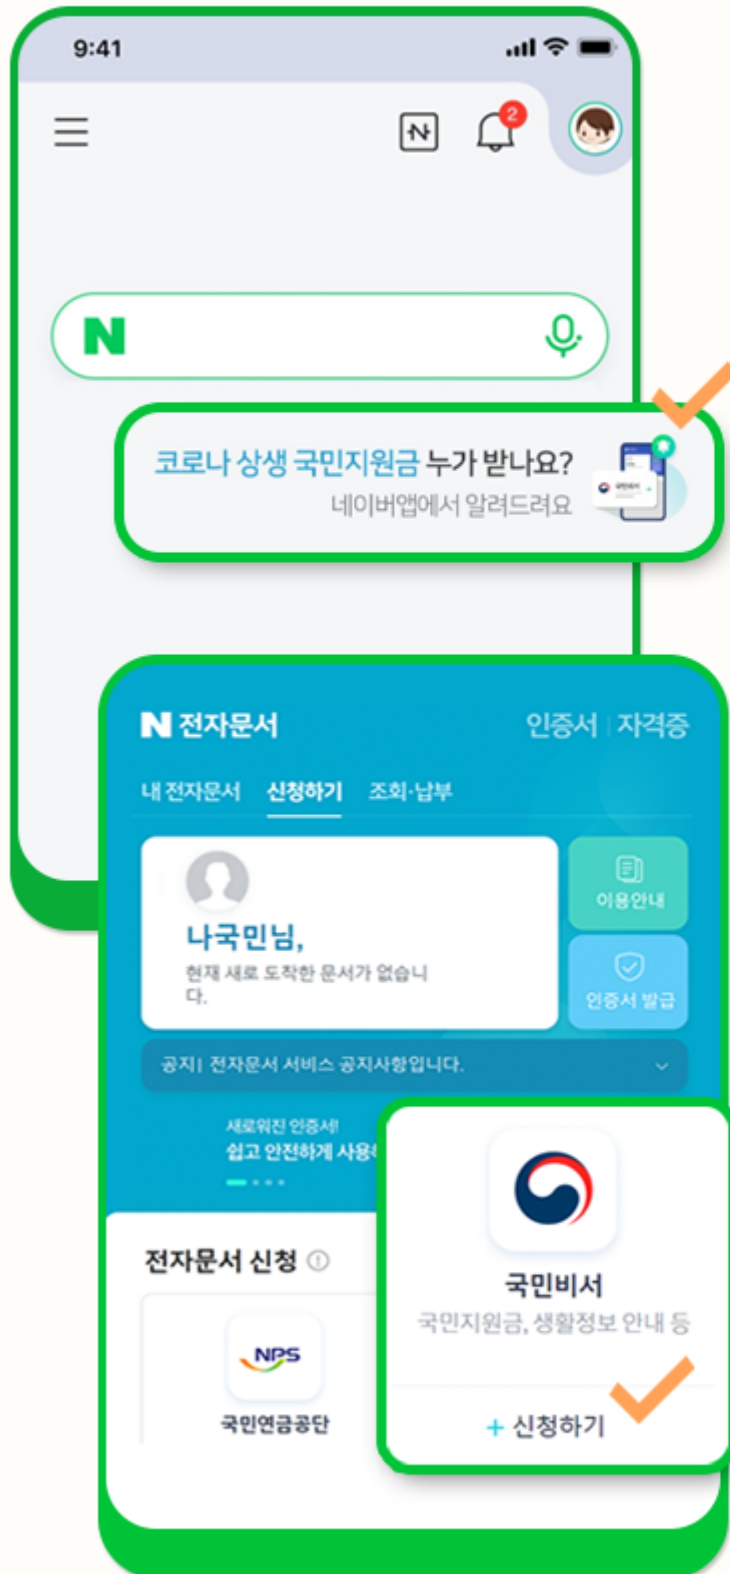 9:41
2
N
코로나 상생 국민지원금 누가 받나요?
네이버앱에서 알려드려요
국민비서
N 전자문서
인증서 | 자격증
내 전자문서 신청하기 조회·납부
나국민님,
현재 새로 도착한 문서가 없습니
다.
이용안내
인증서 발급
공지| 전자문서 서비스 공지사항입니다.
새로워진 인증서!
쉽고 안전하게
전자문서 신청
NPS
국민연금공단
국민비서
국민지원금, 생활정보 안내 등
+ 신청하기